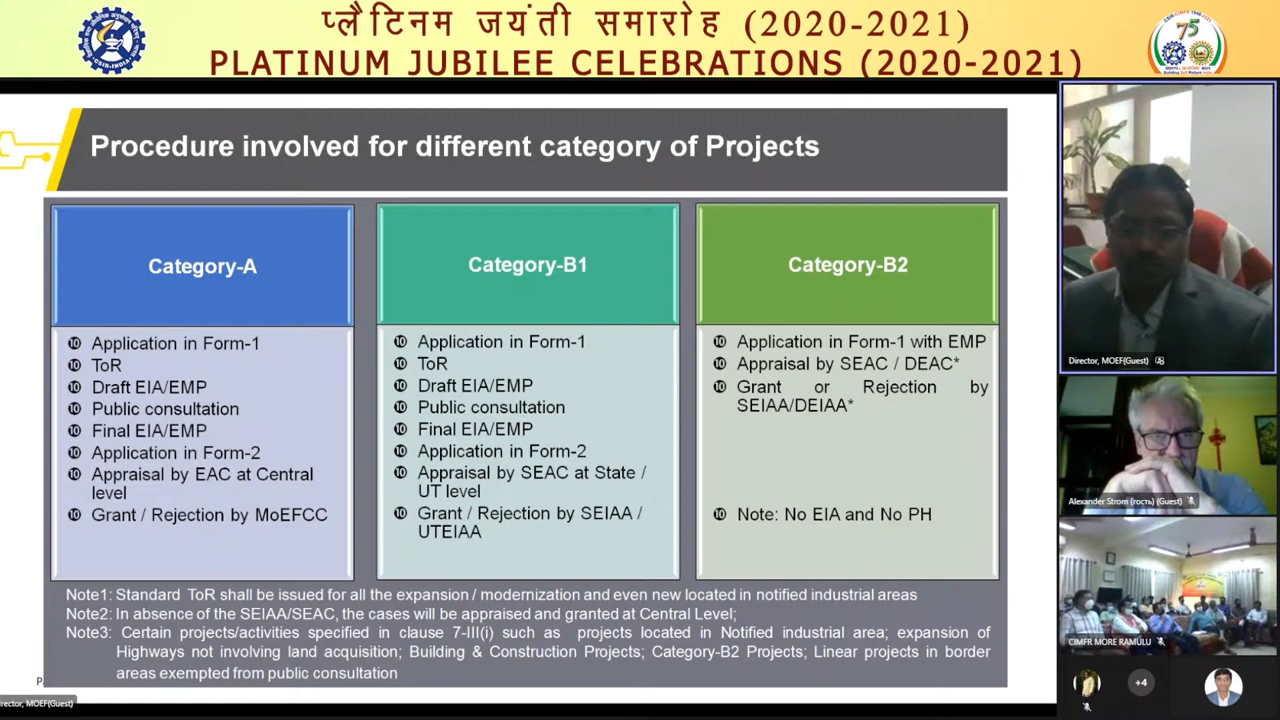 प्लैटिनम जयंती समारोह (2020-2021)
PLATINUM JUBILEE CELEBRATIONS (2020-2021)
CSIR-INDIA
75
Procedure involved for different category of Projects
Category-A
Application in Form-1
ToR
Draft EIA/EMP
Public consultation
Final EIA/EMP
Application in Form-2
Appraisal by EAC at Central
level
Grant / Rejection by MoEFCC
Category-B1
Application in Form-1
ToR
Draft EIA/EMP
Public consultation
Final EIA/EMP
Application in Form-2
Appraisal by SEAC at State /
UT level
Grant / Rejection by SEIAA /
UTEIAA
Category-B2
Application in Form-1 with EMP
Appraisal by SEAC / DEAC*
Grant or Rejection by
SEIAA/DEIAA*
Note: No EIA and No PH
Note1: Standard ToR shall be issued for all the expansion / modernization and even new located in notified industrial areas
Note2: In absence of the SEIAA/SEAC, the cases will be appraised and granted at Central Level;
Note3: Certain projects/activities specified in clause 7-III(i) such as projects located in Notified industrial area; expansion of
Highways not involving land acquisition; Building & Construction Projects; Category-B2 Projects; Linear projects in border
areas exempted from public consultation
Director, MOEF(Guest)
Alexander Strom (гость) (Guest)
CIMFR MORE RAMULU
+4
P
irector, MOEF(Guest)